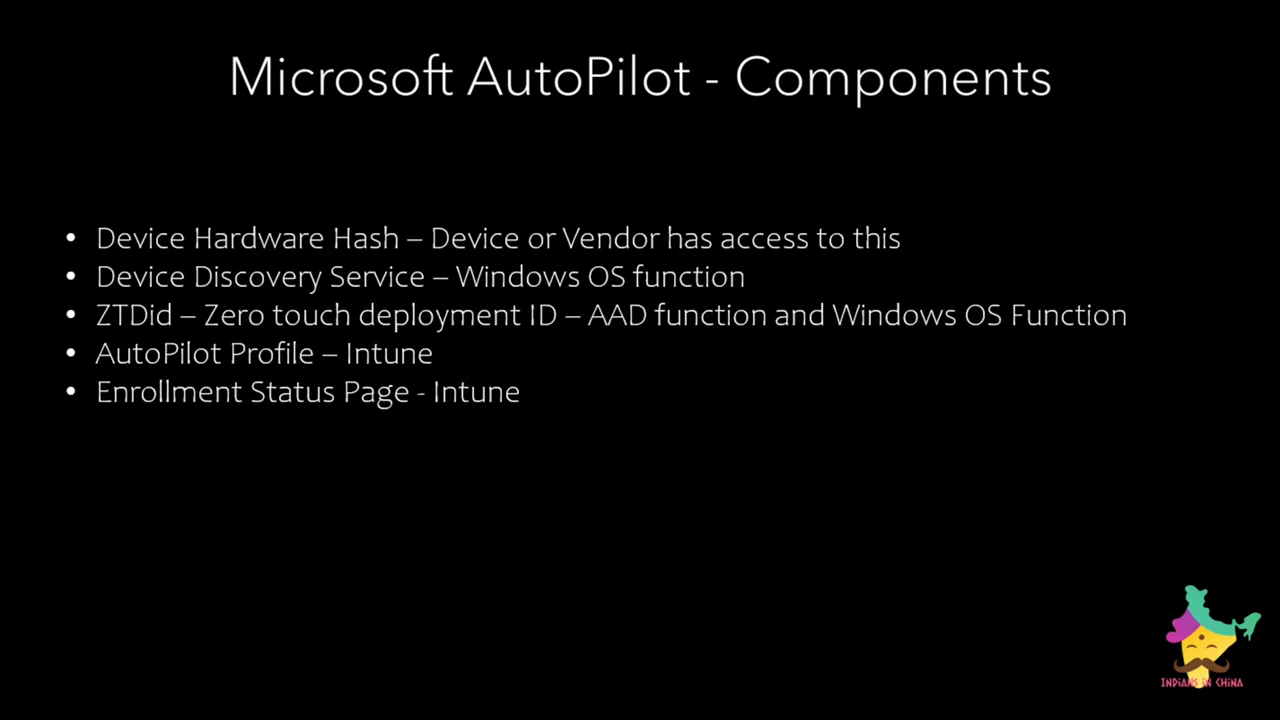 Microsoft AutoPilot - Components
• Device Hardware Hash – Device or Vendor has access to this
• Device Discovery Service – Windows OS function
• ZTDid – Zero touch deployment ID – AAD function and Windows OS Function
• AutoPilot Profile – Intune
• Enrollment Status Page - Intune
INDIANS IN CHINA